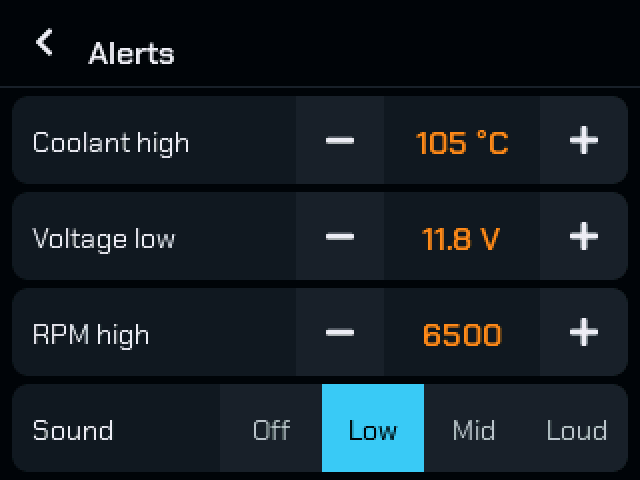 Alerts
Coolant high − 105 °C +
Voltage low − 11.8 V +
RPM high − 6500 +
Sound Off Low Mid Loud